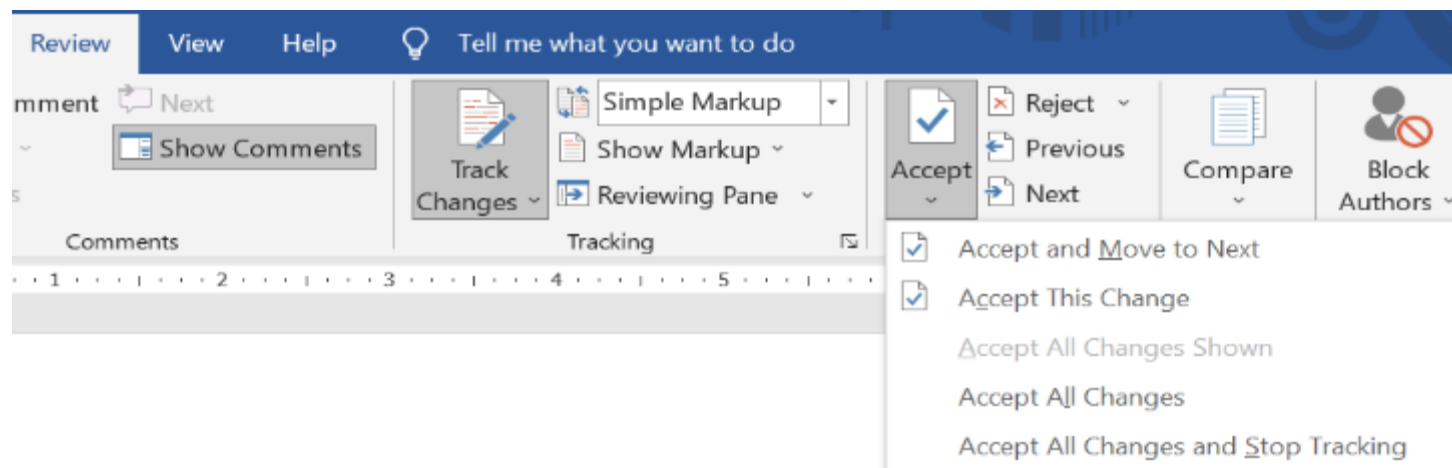 Review View Help Tell me what you want to do
mment Next
Show Comments
s
Comments
Track Changes
Simple Markup
Show Markup
Reviewing Pane
Tracking
Accept
Reject
Previous
Next
Compare
Block Authors
1 2 3 4 5
Accept and Move to Next
Accept This Change
Accept All Changes Shown
Accept All Changes
Accept All Changes and Stop Tracking